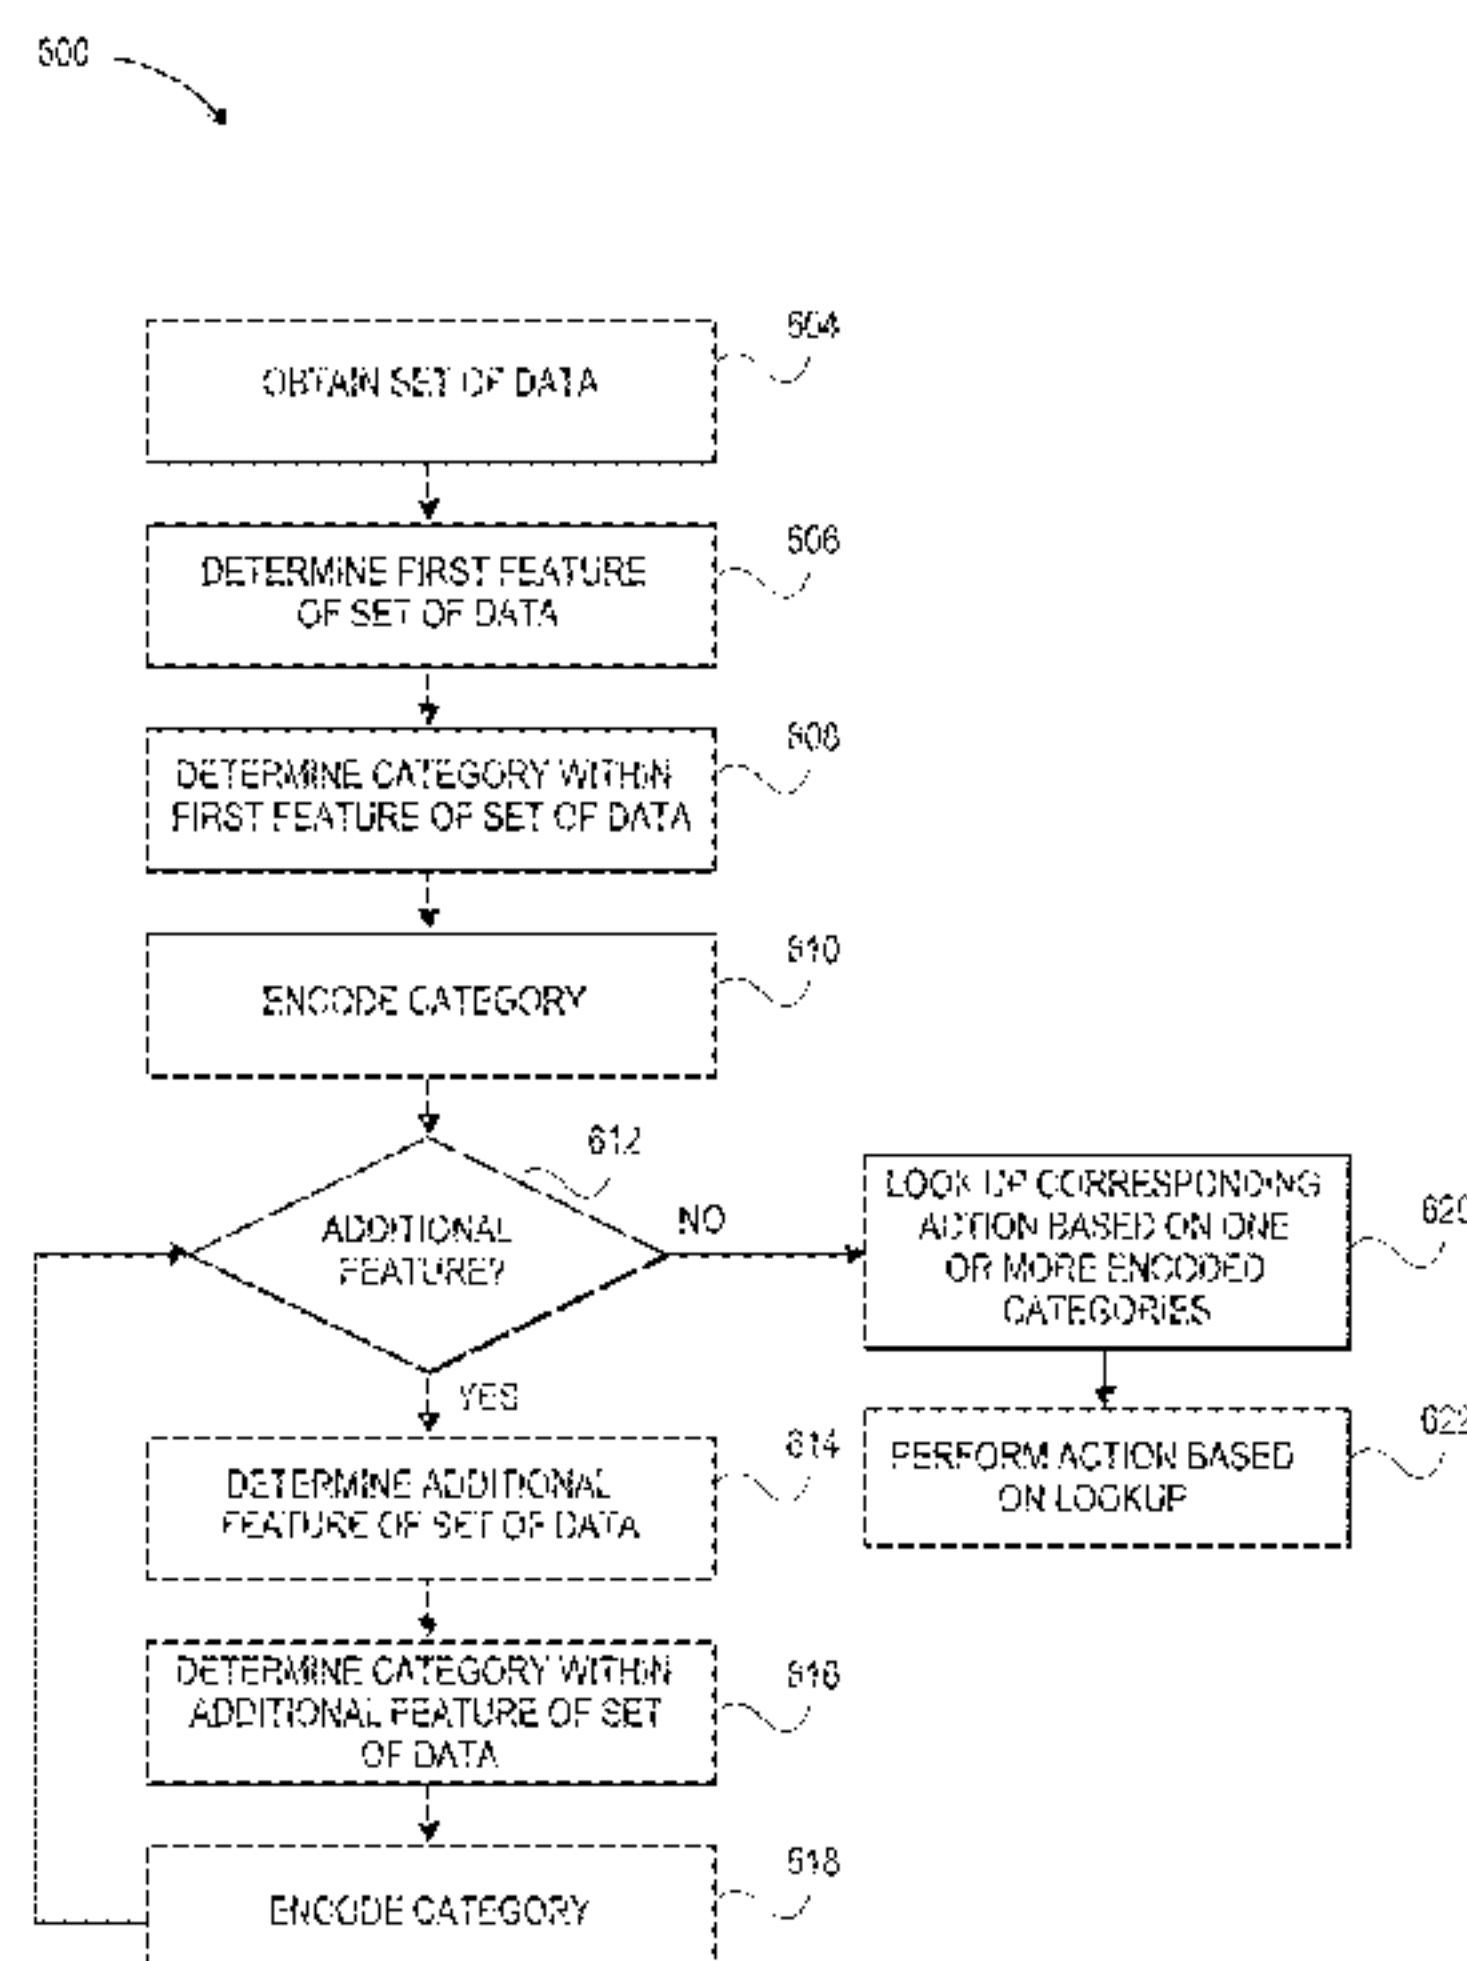 600
OBTAIN SET OF DATA
604
DETERMINE FIRST FEATURE
OF SET OF DATA
606
DETERMINE CATEGORY WITHIN
FIRST FEATURE OF SET OF DATA
608
ENCODE CATEGORY
610
612
ADDITIONAL
FEATURE?
NO
YES
LOOK UP CORRESPONDING
ACTION BASED ON ONE
OR MORE ENCODED
CATEGORIES
620
PERFORM ACTION BASED
ON LOOKUP
622
DETERMINE ADDITIONAL
FEATURE OF SET OF DATA
614
DETERMINE CATEGORY WITHIN
ADDITIONAL FEATURE OF SET
OF DATA
616
ENCODE CATEGORY
618